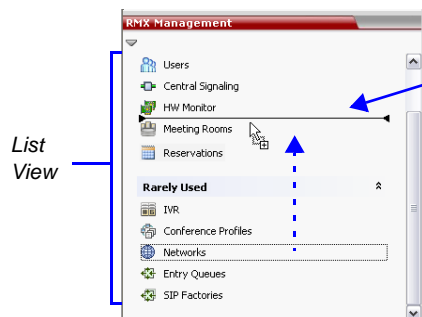 RMX Management
Users
Central Signaling
HW Monitor
Meeting Rooms
Reservations
List
View
Rarely Used
IVR
Conference Profiles
Networks
Entry Queues
SIP Factories